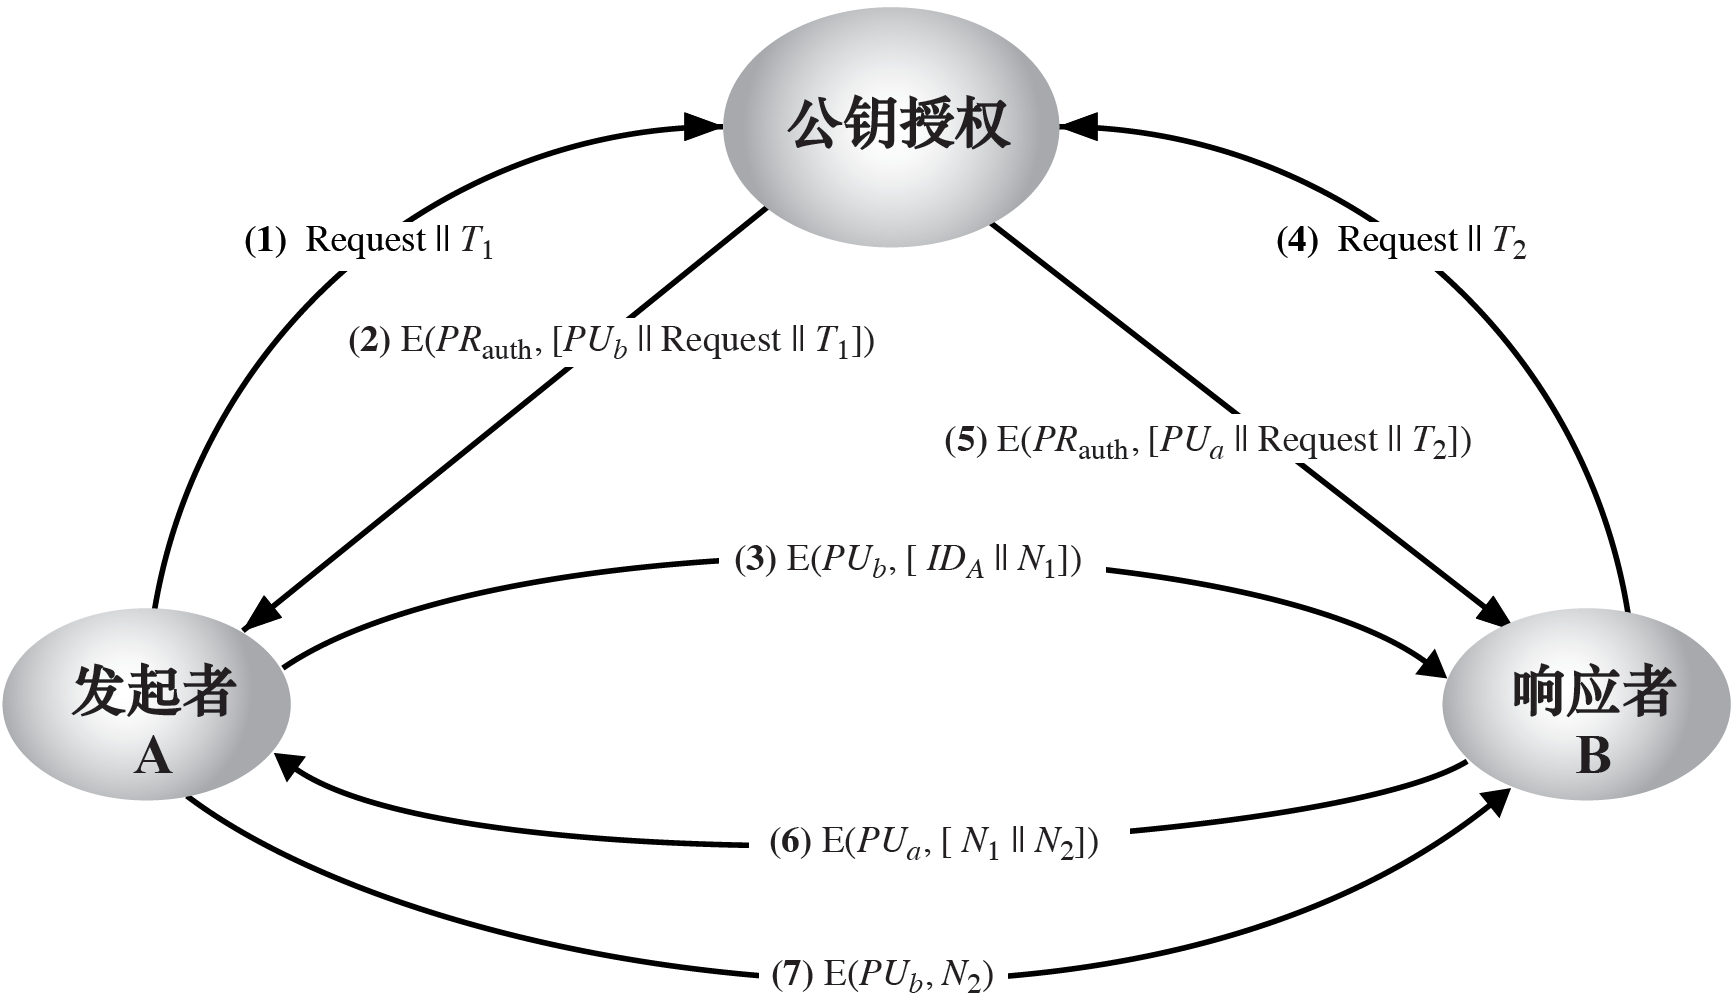 公钥授权
(1) Request || T1
(4) Request || T2
(2) E(PRauth, [PUb || Request || T1])
(5) E(PRauth, [PUa || Request || T2])
(3) E(PUb, [ IDA || N1])
发起者
A
响应者
B
(6) E(PUa, [ N1 || N2])
(7) E(PUb, N2)